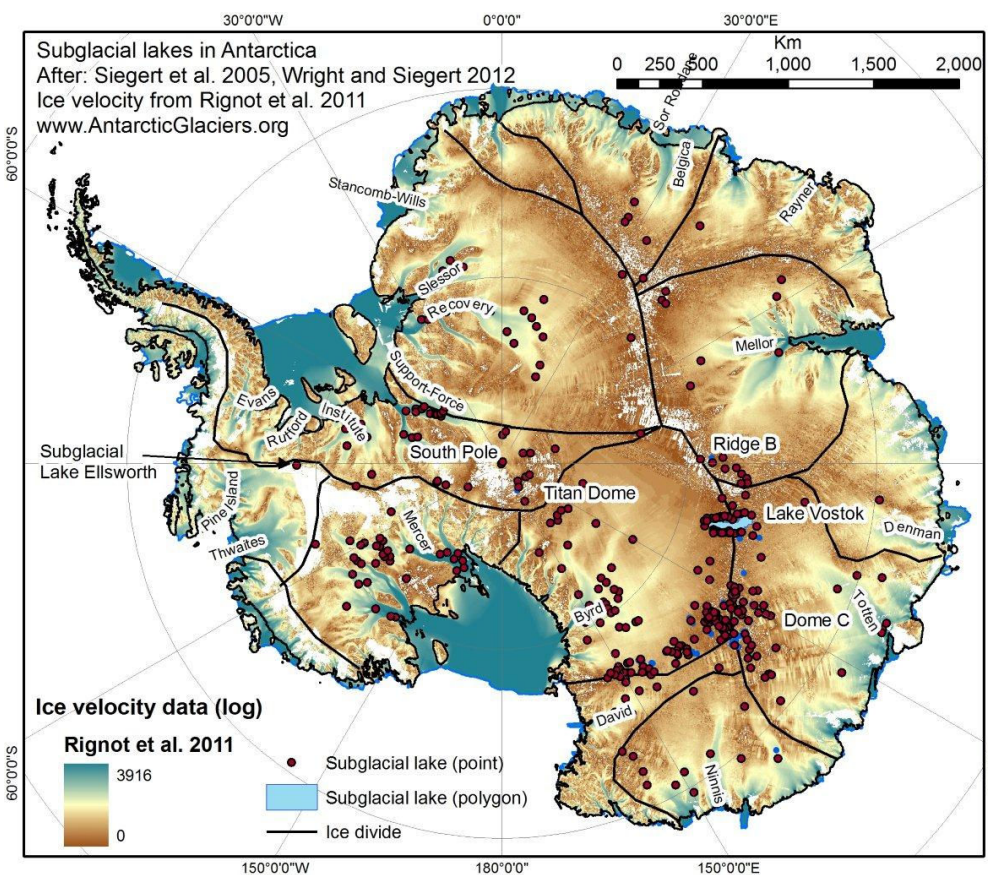 30°0'0"W
0°0'0"
30°0'0"E
Subglacial lakes in Antarctica
After: Siegert et al. 2005, Wright and Siegert 2012
Ice velocity from Rignot et al. 2011
www.AntarcticGlaciers.org
Km
0 250 500 1,000 1,500 2,000
60°0'0"S
Sor Rondane
Belgica
Rayner
Stancomb-Wills
Slessor
Recovery
Mellor
Support-Force
Evans
Rutford
Institute
South Pole
Ridge B
Subglacial
Lake Ellsworth
Titan Dome
Pine Island
Lake Vostok
Mercer
Denman
Thwaites
Byrd
Totten
Dome C
David
Ninnis
Ice velocity data (log)
Rignot et al. 2011
3916
0
Subglacial lake (point)
Subglacial lake (polygon)
Ice divide
60°0'0"S
150°0'0"W
180°0'0"
150°0'0"E